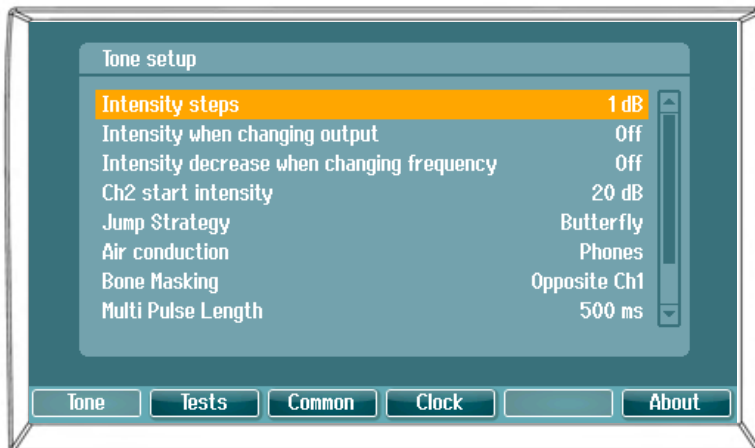 Tone setup
Intensity steps 1 dB
Intensity when changing output Off
Intensity decrease when changing frequency Off
Ch2 start intensity 20 dB
Jump Strategy Butterfly
Air conduction Phones
Bone Masking Opposite Ch1
Multi Pulse Length 500 ms
Tone Tests Common Clock About